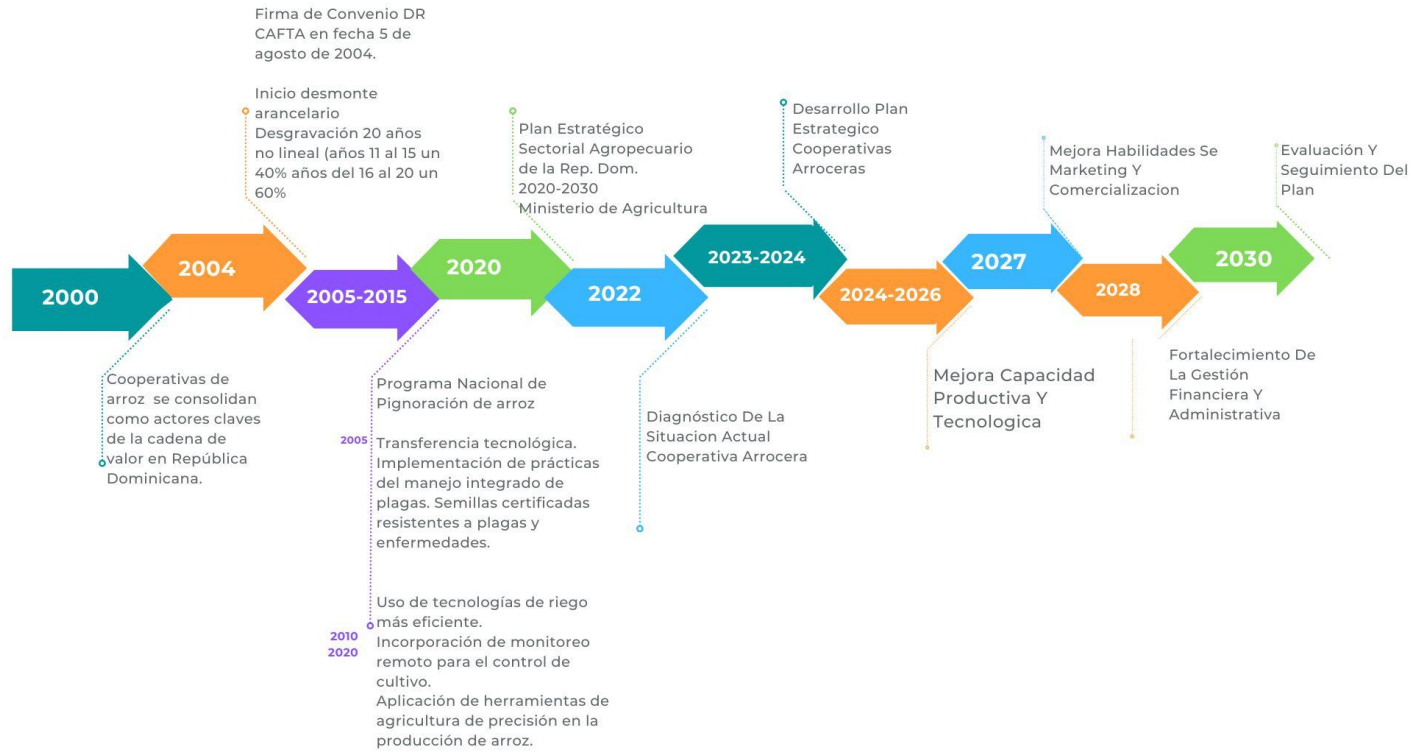 Firma de Convenio DR
CAFTA en fecha 5 de
agosto de 2004.
Inicio desmonte
arancelario
Desgravación 20 años
no lineal (años 11 al 15 un
40% años del 16 al 20 un
60%
Plan Estratégico
Sectorial Agropecuario
de la Rep. Dom.
2020-2030
Ministerio de Agricultura
Desarrollo Plan
Estrategico
Cooperativas
Arroceras
Mejora Habilidades Se
Marketing Y
Comercializacion
Evaluación Y
Seguimiento Del
Plan
2000
2004
2005-2015
2020
2022
2023-2024
2024-2026
2027
2028
2030
Cooperativas de
arroz se consolidan
como actores claves
de la cadena de
valor en República
Dominicana.
Programa Nacional de
Pignoración de arroz
2005
Transferencia tecnológica.
Implementación de prácticas
del manejo integrado de
plagas. Semillas certificadas
resistentes a plagas y
enfermedades.
2010
2020
Uso de tecnologías de riego
más eficiente.
Incorporación de monitoreo
remoto para el control de
cultivo.
Aplicación de herramientas de
agricultura de precisión en la
producción de arroz.
Diagnóstico De La
Situacion Actual
Cooperativa Arrocera
Mejora Capacidad
Productiva Y
Tecnologica
Fortalecimiento De
La Gestión
Financiera Y
Administrativa